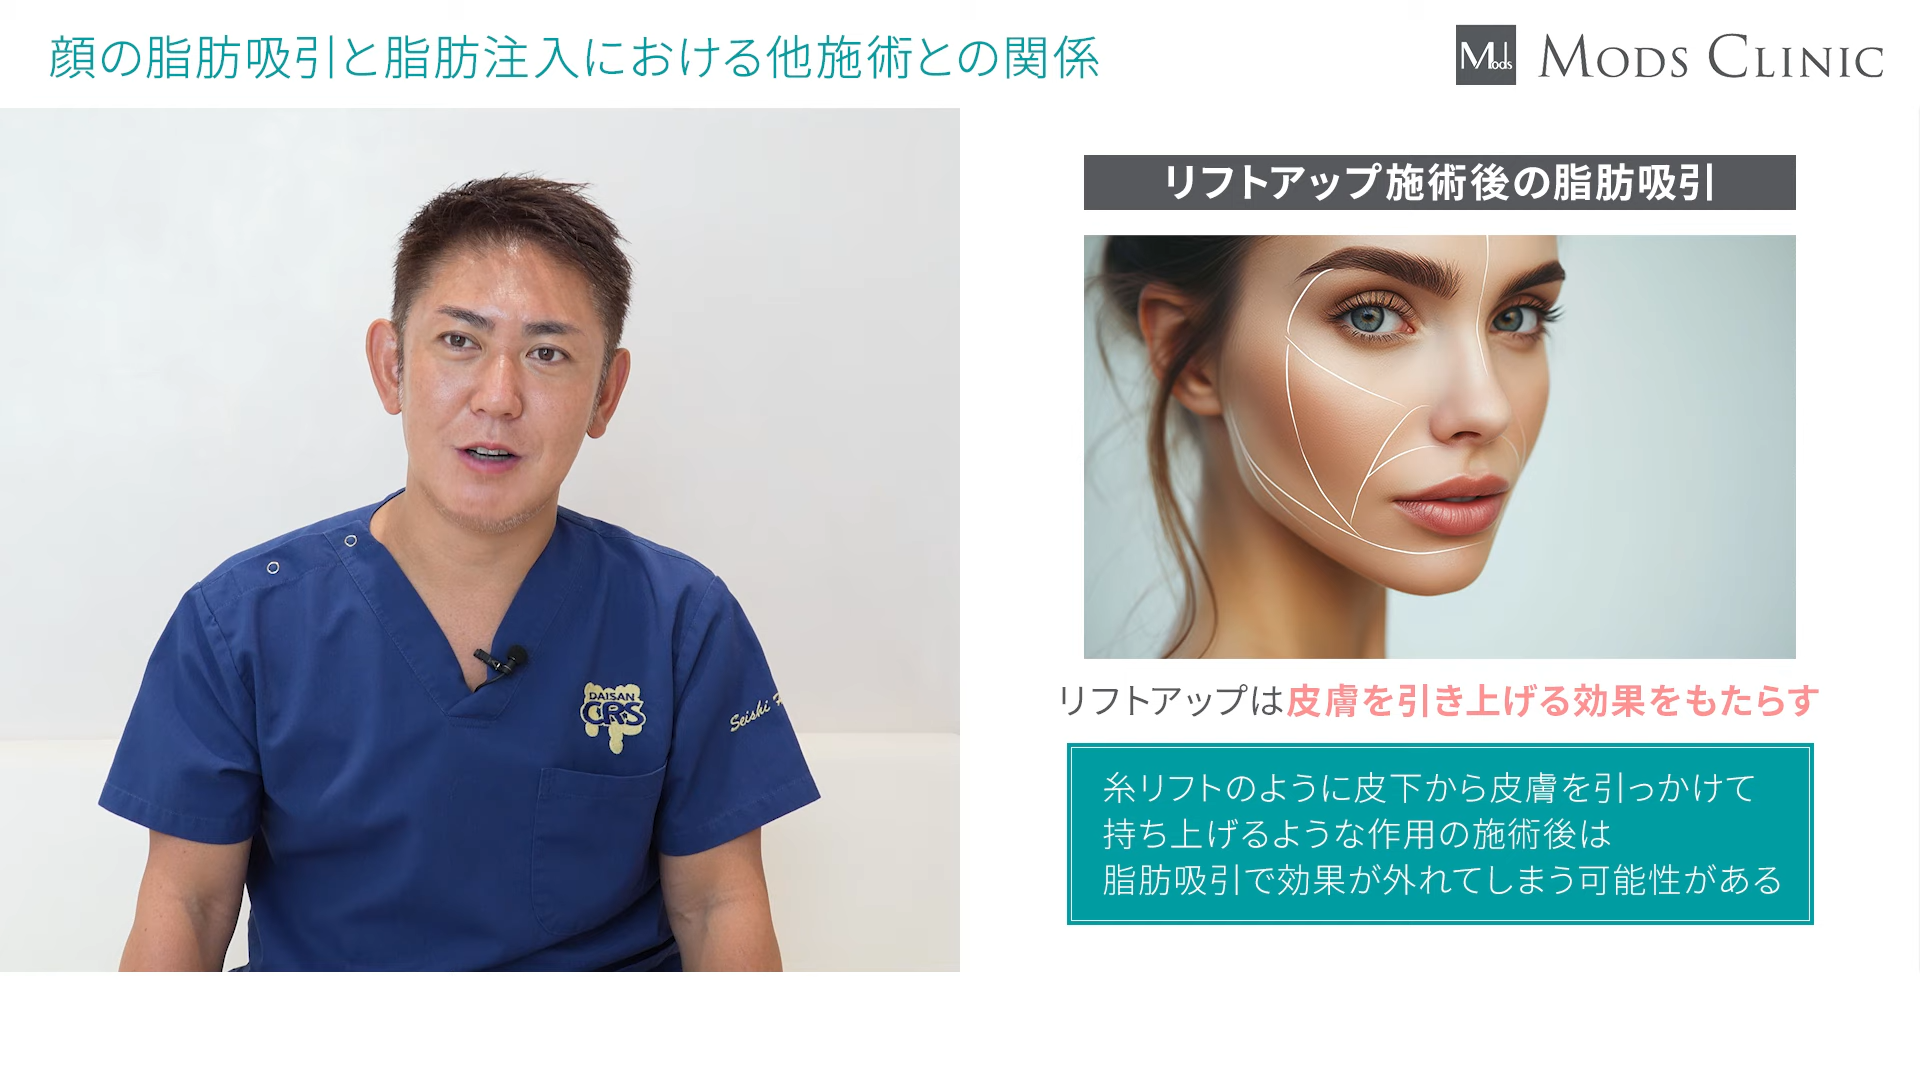 顔の脂肪吸引と脂肪注入における他施術との関係
Mods
MODS CLINIC
リフトアップ施術後の脂肪吸引
DAISAN
CRS
Seishi
リフトアップは皮膚を引き上げる効果をもたらす
糸リフトのように皮下から皮膚を引っかけて
持ち上げるような作用の施術後は
脂肪吸引で効果が外れてしまう可能性がある